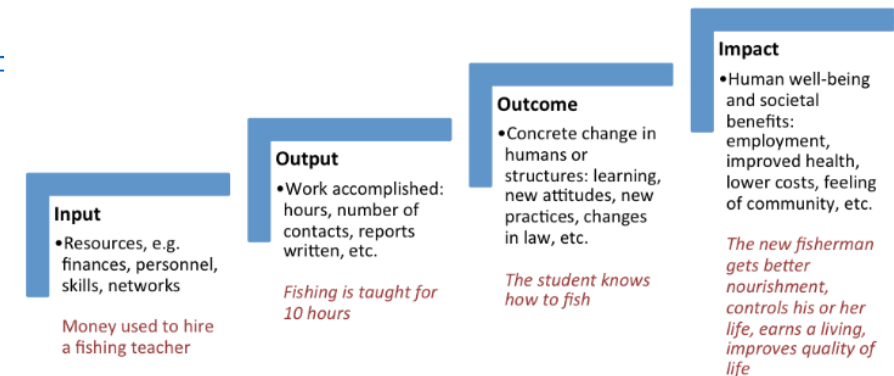 Input
•Resources, e.g.
finances, personnel,
skills, networks
Money used to hire
a fishing teacher
Output
•Work accomplished:
hours, number of
contacts, reports
written, etc.
Fishing is taught for
10 hours
Outcome
•Concrete change in
humans or
structures: learning,
new attitudes, new
practices, changes
in law, etc.
The student knows
how to fish
Impact
•Human well-being
and societal
benefits:
employment,
improved health,
lower costs, feeling
of community, etc.
The new fisherman
gets better
nourishment,
controls his or her
life, earns a living,
improves quality of
life